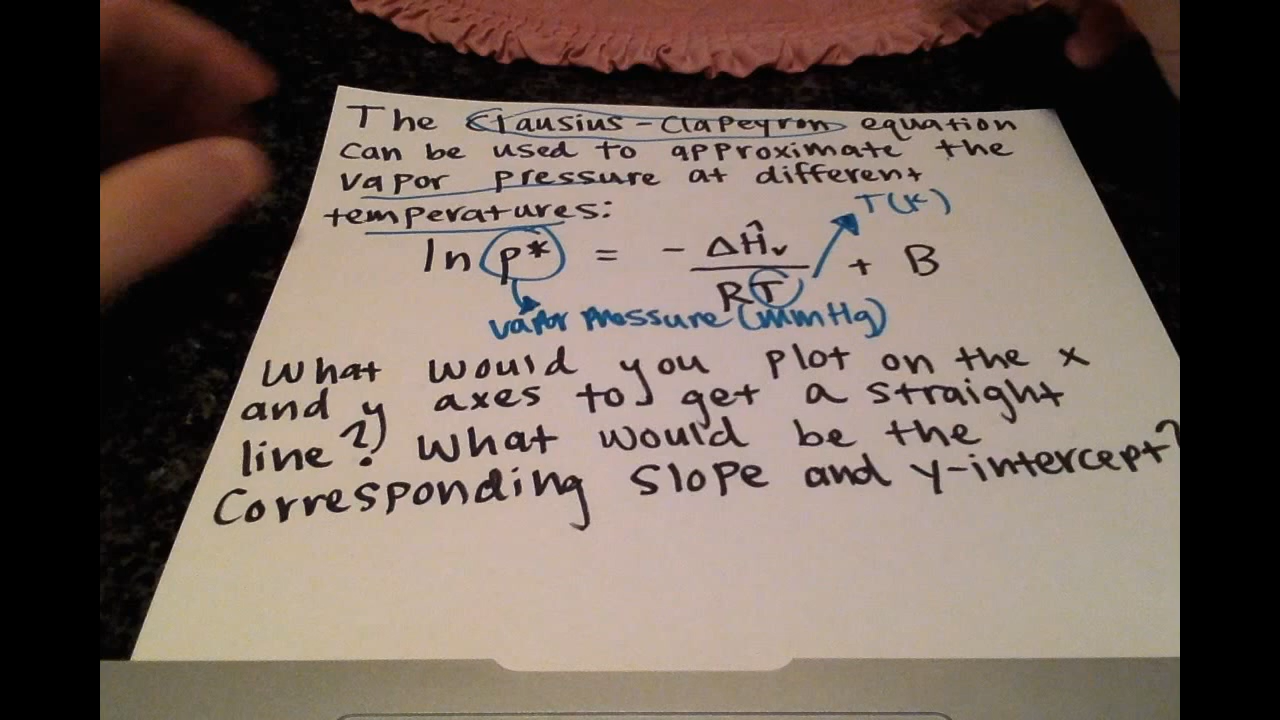 The Clausius-Clapeyron equation
can be used to approximate the
vapor pressure at different
temperatures:
T(K)
ln p* = - ΔĤv / RT + B
vapor pressure (mmHg)
What would you plot on the x
and y axes to get a straight
line? What would be the
corresponding slope and y-intercept?